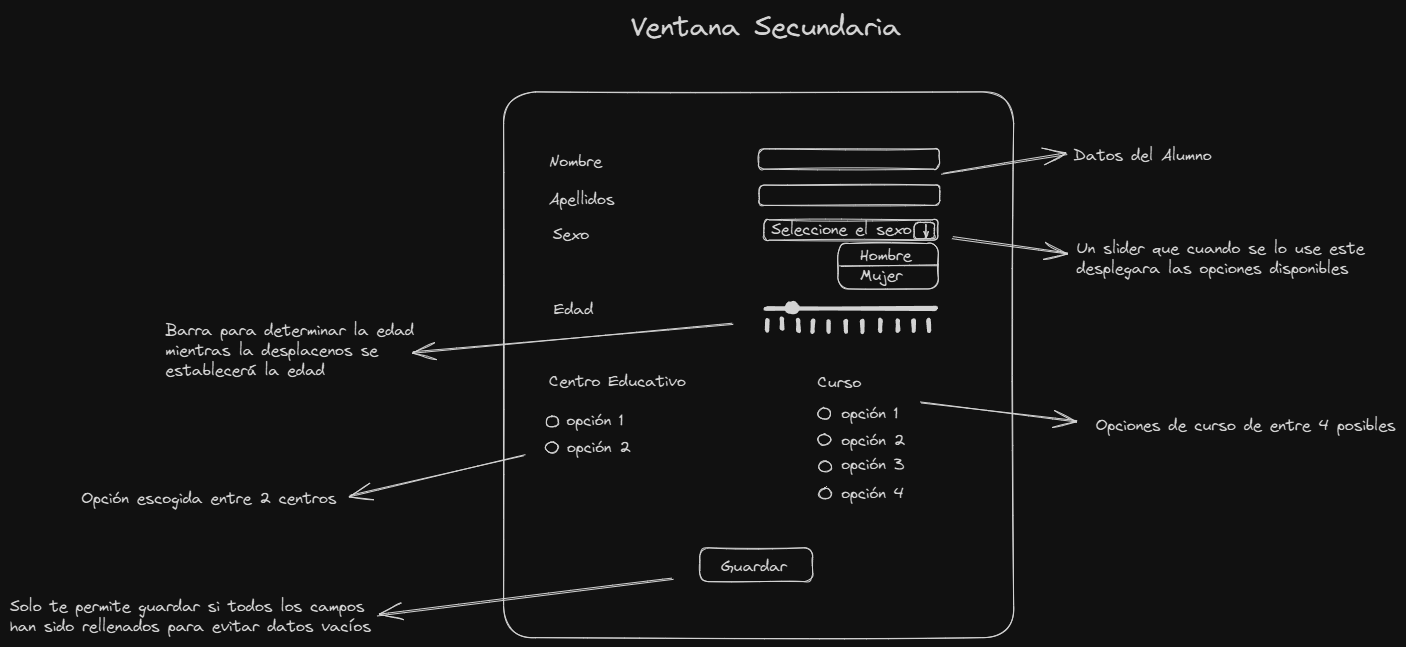 Ventana Secundaria
Nombre
Datos del Alumno
Apellidos
Sexo
Seleccione el sexo
Hombre
Mujer
Un slider que cuando se lo use este
desplegara las opciones disponibles
Edad
Barra para determinar la edad
mientras la desplacenos se
establecerá la edad
Centro Educativo
opción 1
opción 2
Curso
opción 1
opción 2
opción 3
opción 4
Opciones de curso de entre 4 posibles
Opción escogida entre 2 centros
Guardar
Solo te permite guardar si todos los campos
han sido rellenados para evitar datos vacíos